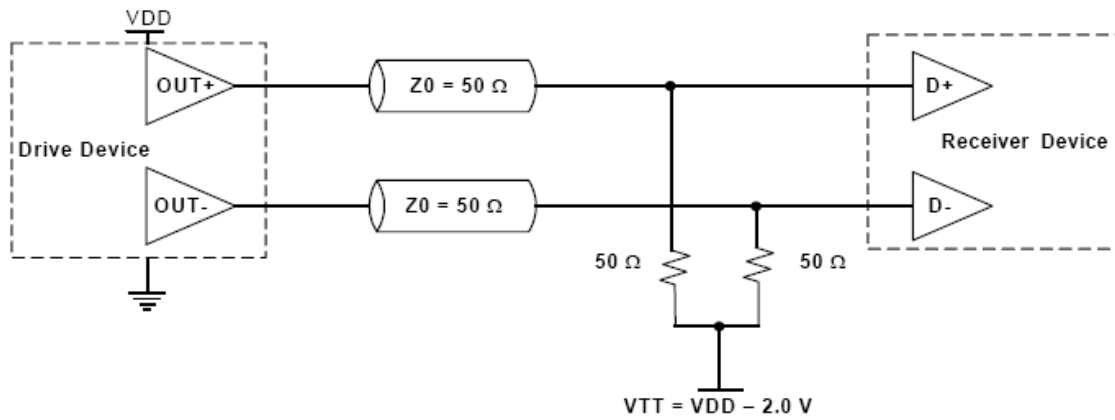 VDD
OUT+
Z0 = 50 Ω
D+
Drive Device
Receiver Device
OUT-
Z0 = 50 Ω
D-
50 Ω
50 Ω
VTT = VDD – 2.0 V